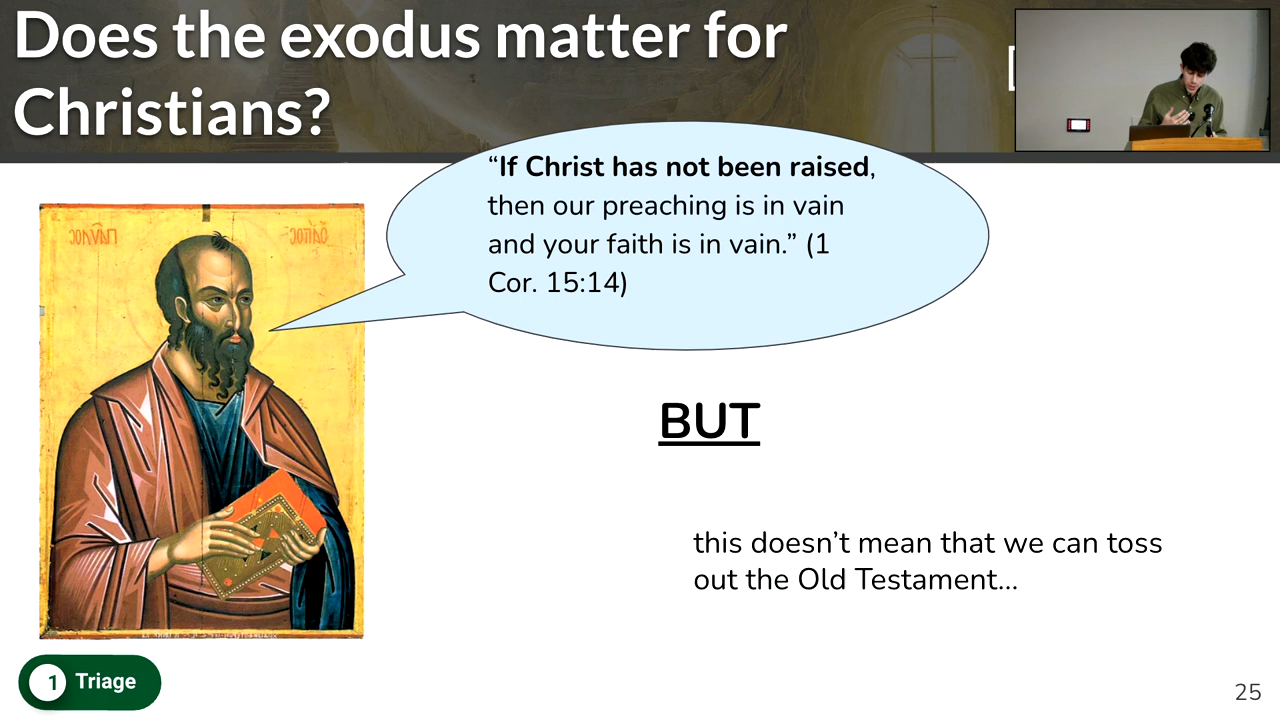 Does the exodus matter for
Christians?
“If Christ has not been raised,
then our preaching is in vain
and your faith is in vain.” (1
Cor. 15:14)
BUT
this doesn’t mean that we can toss
out the Old Testament...
1 Triage
25